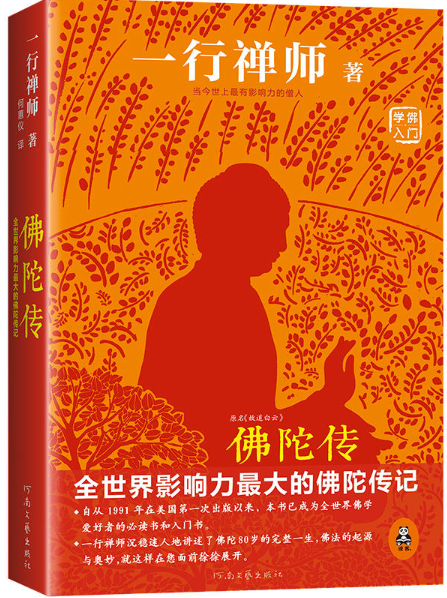 一行禅师 著
何蕙仪 译
佛陀传
全世界影响力最大的佛陀传记
河南文艺出版社
一行禅师 著
当今世上最有影响力的僧人
学佛
入门
原名《故道白云》
佛陀传
全世界影响力最大的佛陀传记
●自从1991年在美国第一次出版以来，本书已成为全世界佛学
爱好者的必读书和入门书。
●一行禅师沉稳迷人地讲述了佛陀80岁的完整一生，佛法的起源
与奥妙，就这样在您面前徐徐展开。
读客
河南文艺出版社